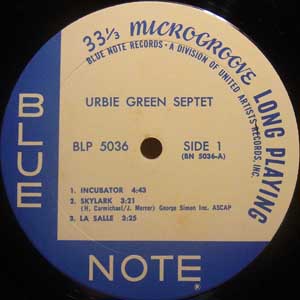 33 1/3 MICROGROOVE LONG PLAYING
BLUE NOTE RECORDS • A DIVISION OF UNITED ARTISTS RECORDS, INC.
URBIE GREEN SEPTET
BLP 5036 SIDE 1
(BN 5036-A)
1. INCUBATOR 4:43
2. SKYLARK 3:21
(H. Carmichael/J. Mercer) George Simon Inc. ASCAP
3. LA SALLE 3:25
BLUE
NOTE